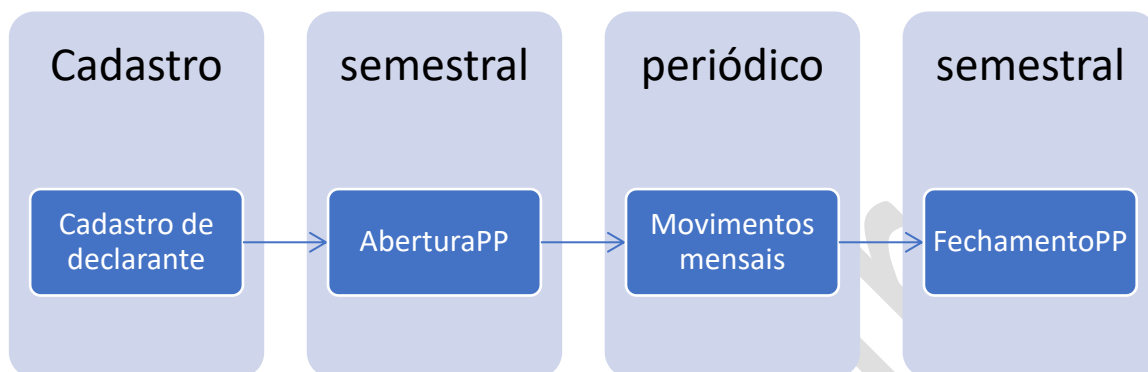 Cadastro
semestral
periódico
semestral
Cadastro de
declarante
AberturaPP
Movimentos
mensais
FechamentoPP